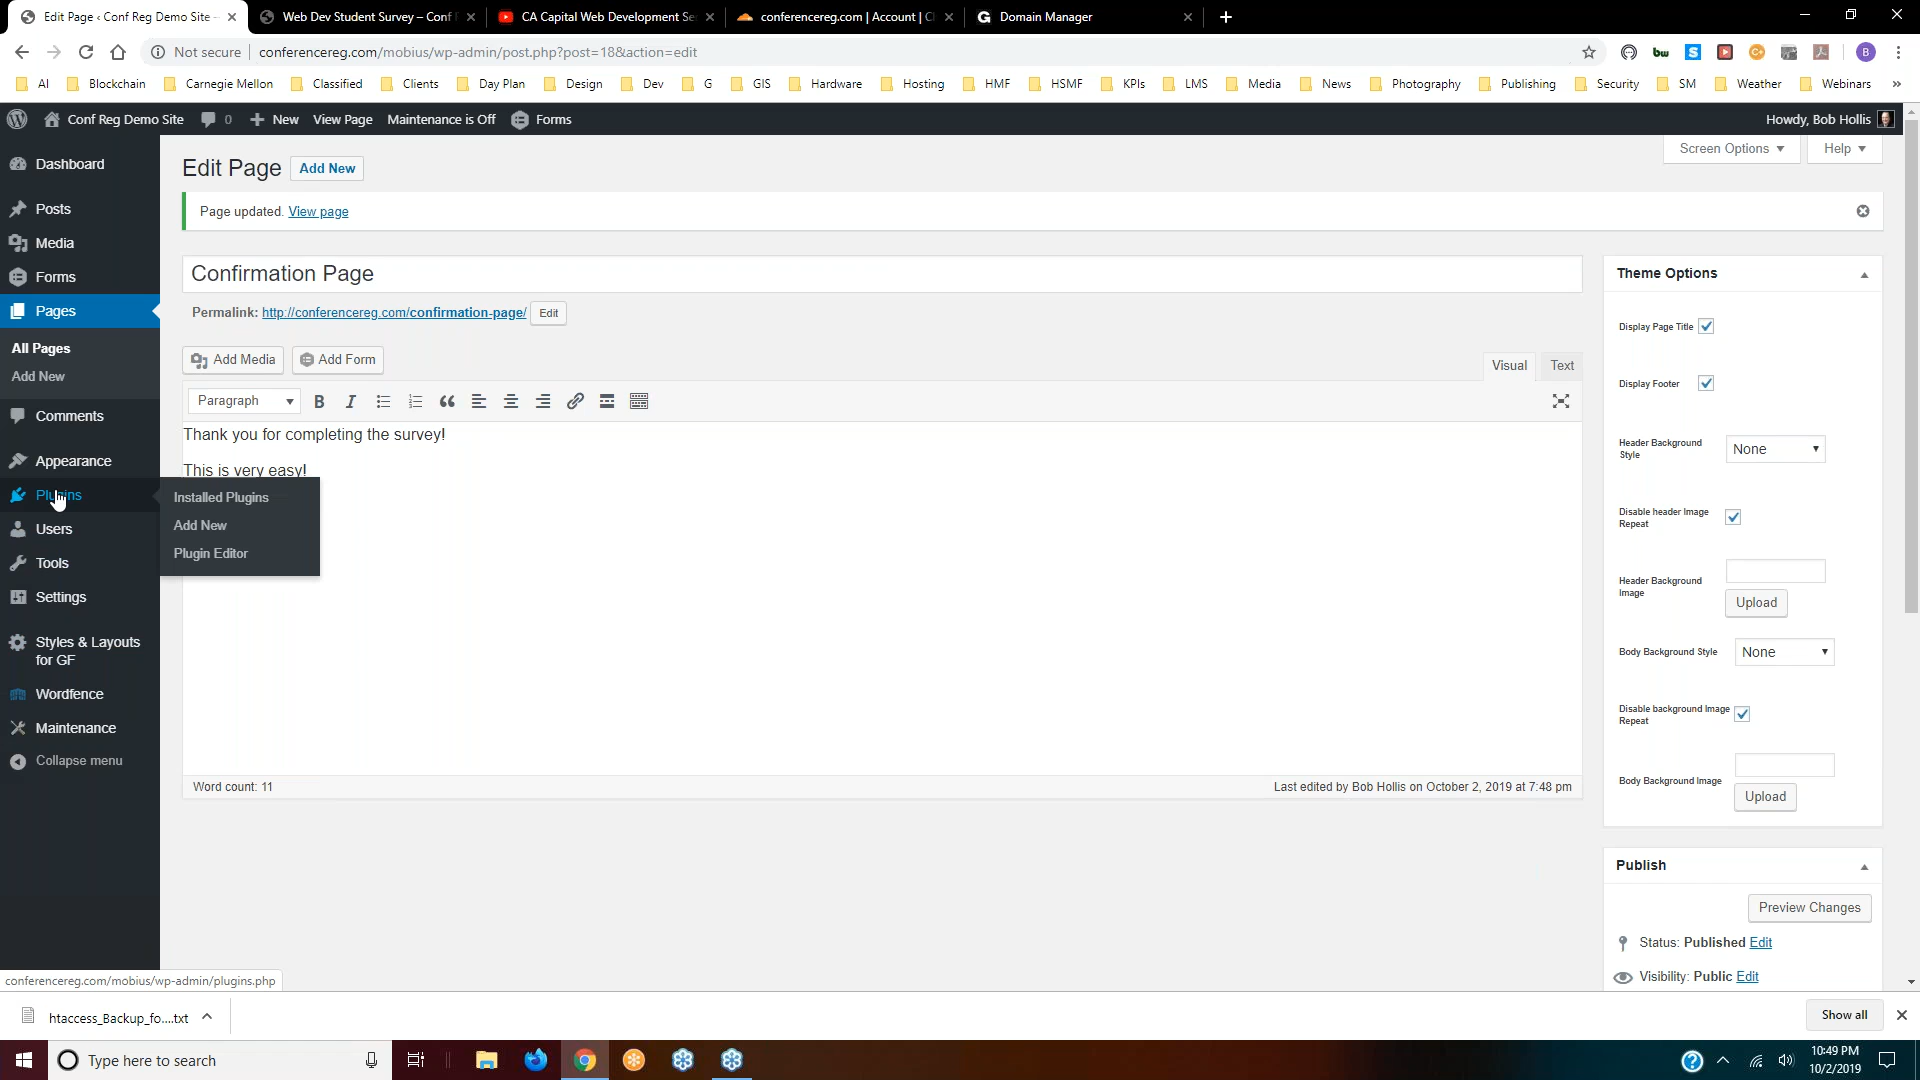 Edit Page ‹ Conf Reg Demo Site -
Web Dev Student Survey – Conf
CA Capital Web Development Se
conferencereg.com | Account | Cl
Domain Manager
Not secure
conferencereg.com/mobius/wp-admin/post.php?post=18&action=edit
B
AI
Blockchain
Carnegie Mellon
Classified
Clients
Day Plan
Design
Dev
G
GIS
Hardware
Hosting
HMF
HSMF
KPIs
LMS
Media
News
Photography
Publishing
Security
SM
Weather
Webinars
»
Conf Reg Demo Site
0
New
View Page
Maintenance is Off
Forms
Howdy, Bob Hollis
Dashboard
Posts
Media
Forms
Pages
All Pages
Add New
Comments
Appearance
Plugins
Users
Tools
Settings
Styles & Layouts
for GF
Wordfence
Maintenance
Collapse menu
Installed Plugins
Add New
Plugin Editor
Screen Options
Help
Edit Page
Add New
Page updated. View page
Confirmation Page
Permalink: http://conferencereg.com/confirmation-page/ Edit
Add Media
Add Form
Visual
Text
Paragraph
B
I
Thank you for completing the survey!
This is very easy!
Word count: 11
Last edited by Bob Hollis on October 2, 2019 at 7:48 pm
Theme Options
Display Page Title
Display Footer
Header Background
Style
None
Disable header Image
Repeat
Header Background
Image
Upload
Body Background Style
None
Disable background Image
Repeat
Body Background Image
Upload
Publish
Preview Changes
Status: Published Edit
Visibility: Public Edit
conferencereg.com/mobius/wp-admin/plugins.php
htaccess_Backup_fo....txt
Show all
Type here to search
10:49 PM
10/2/2019